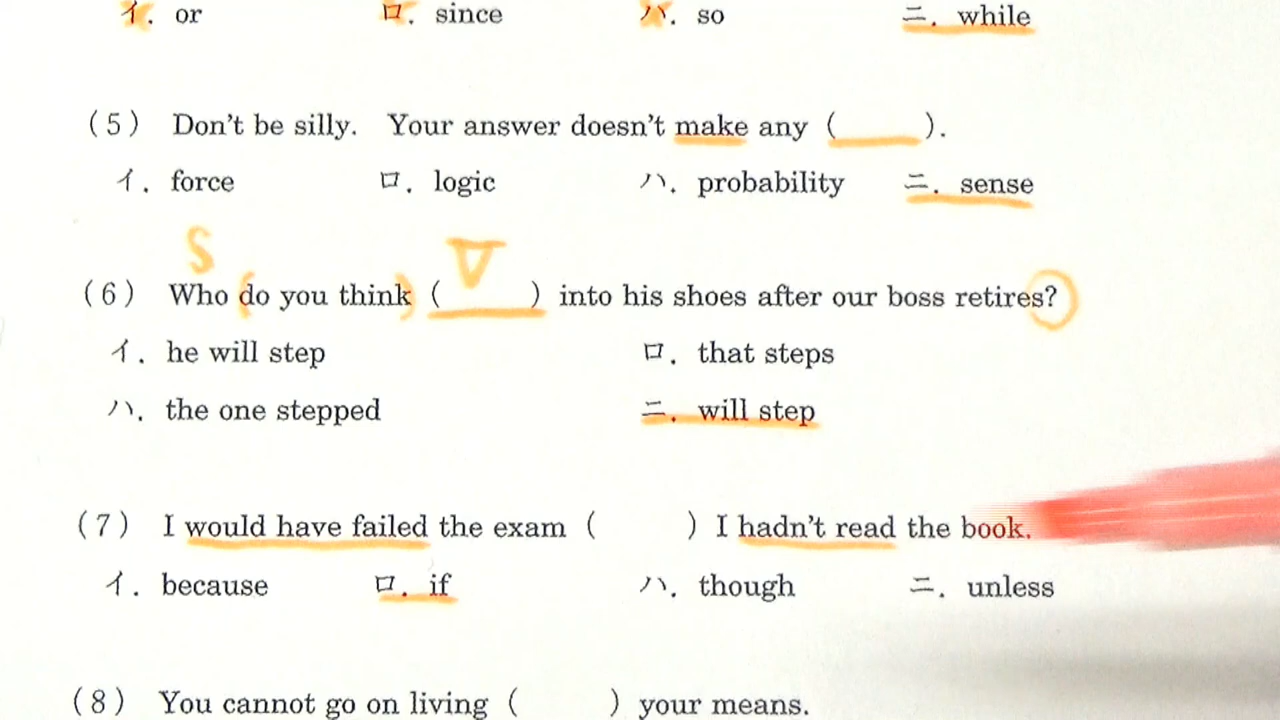 イ. or ロ. since ハ. so ニ. while
(5) Don't be silly. Your answer doesn't make any ( ).
イ. force ロ. logic ハ. probability ニ. sense
S V
(6) Who (do you think) ( ) into his shoes after our boss retires?
イ. he will step ロ. that steps
ハ. the one stepped ニ. will step
(7) I would have failed the exam ( ) I hadn't read the book.
イ. because ロ. if ハ. though ニ. unless
(8) You cannot go on living ( ) your means.